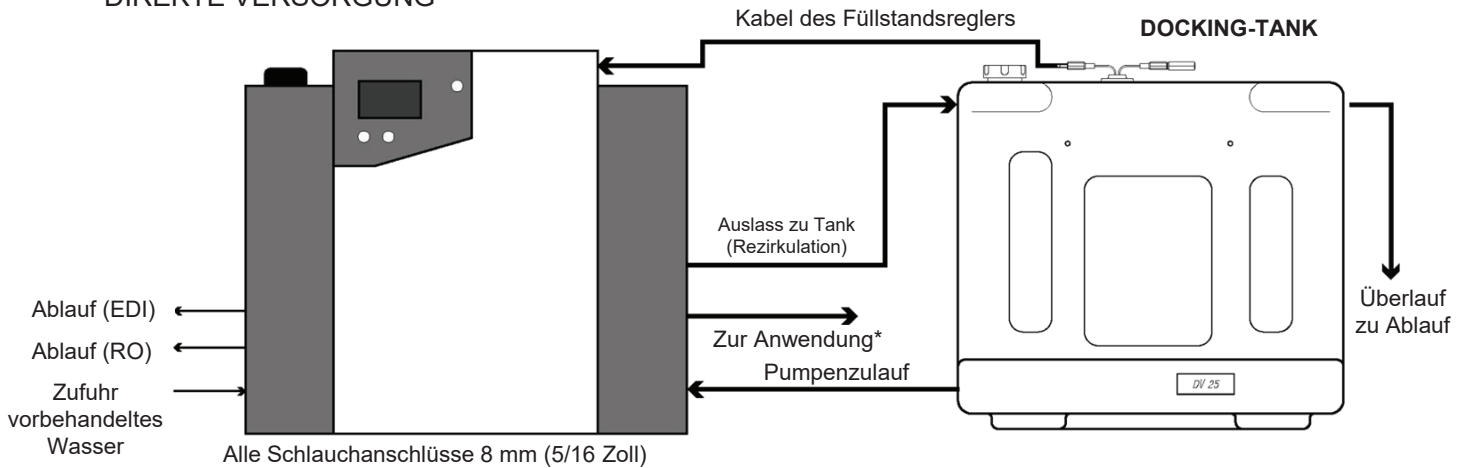 DIREKTE VERSORGUNG
Kabel des Füllstandsreglers
DOCKING-TANK
Auslass zu Tank
(Rezirkulation)
Ablauf (EDI)
Ablauf (RO)
Zufuhr
vorbehandeltes
Wasser
Zur Anwendung*
Pumpenzulauf
Überlauf
zu Ablauf
DV 25
Alle Schlauchanschlüsse 8 mm (5/16 Zoll)